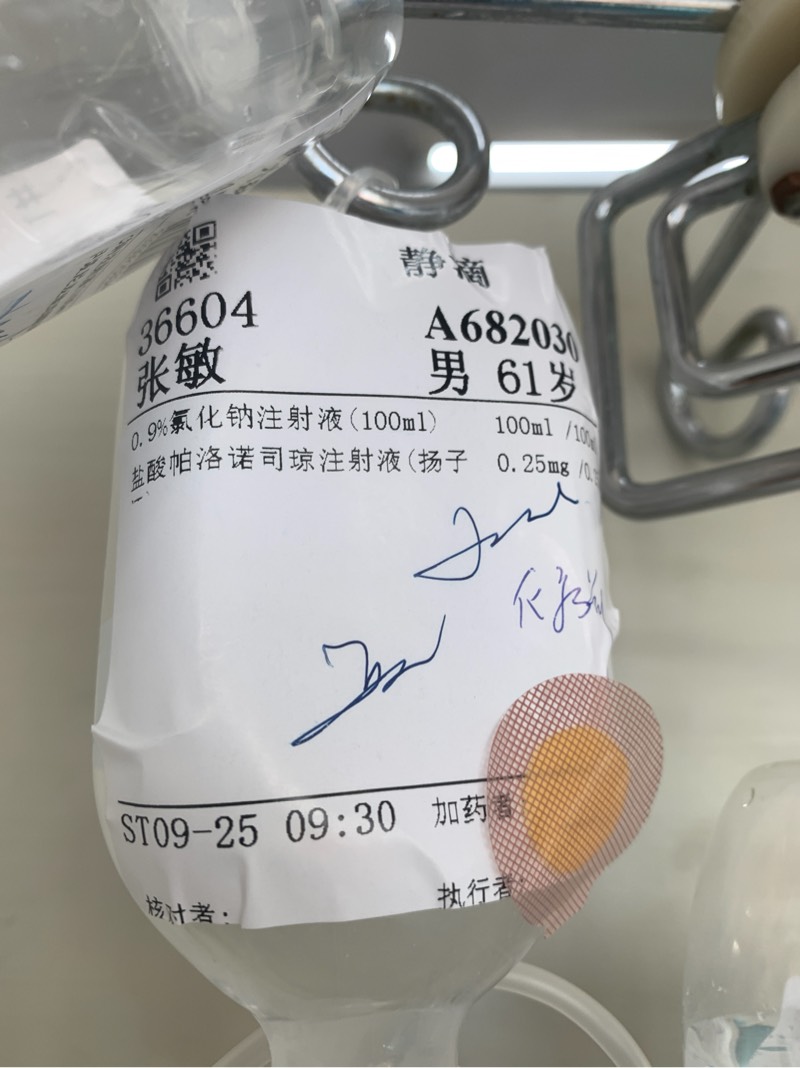 静滴
36604 A682030
张敏 男 61岁
0.9%氯化钠注射液(100ml) 100ml /100ml
盐酸帕洛诺司琼注射液(扬子 0.25mg /0.
ST09-25 09:30 加药者
核对者: 执行者: